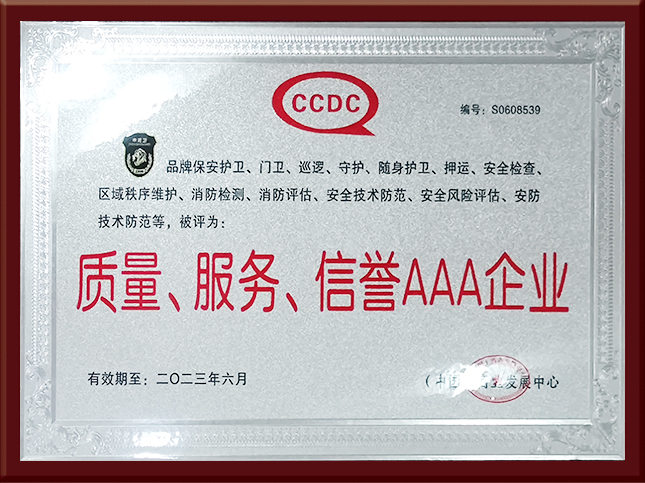 CCDC
编号：S0608539
品牌保安护卫、门卫、巡逻、守护、随身护卫、押运、安全检查、
区域秩序维护、消防检测、消防评估、安全技术防范、安全风险评估、安防
技术防范等，被评为：
质量、服务、信誉AAA企业
有效期至：二〇二三年六月
（中国 发展中心